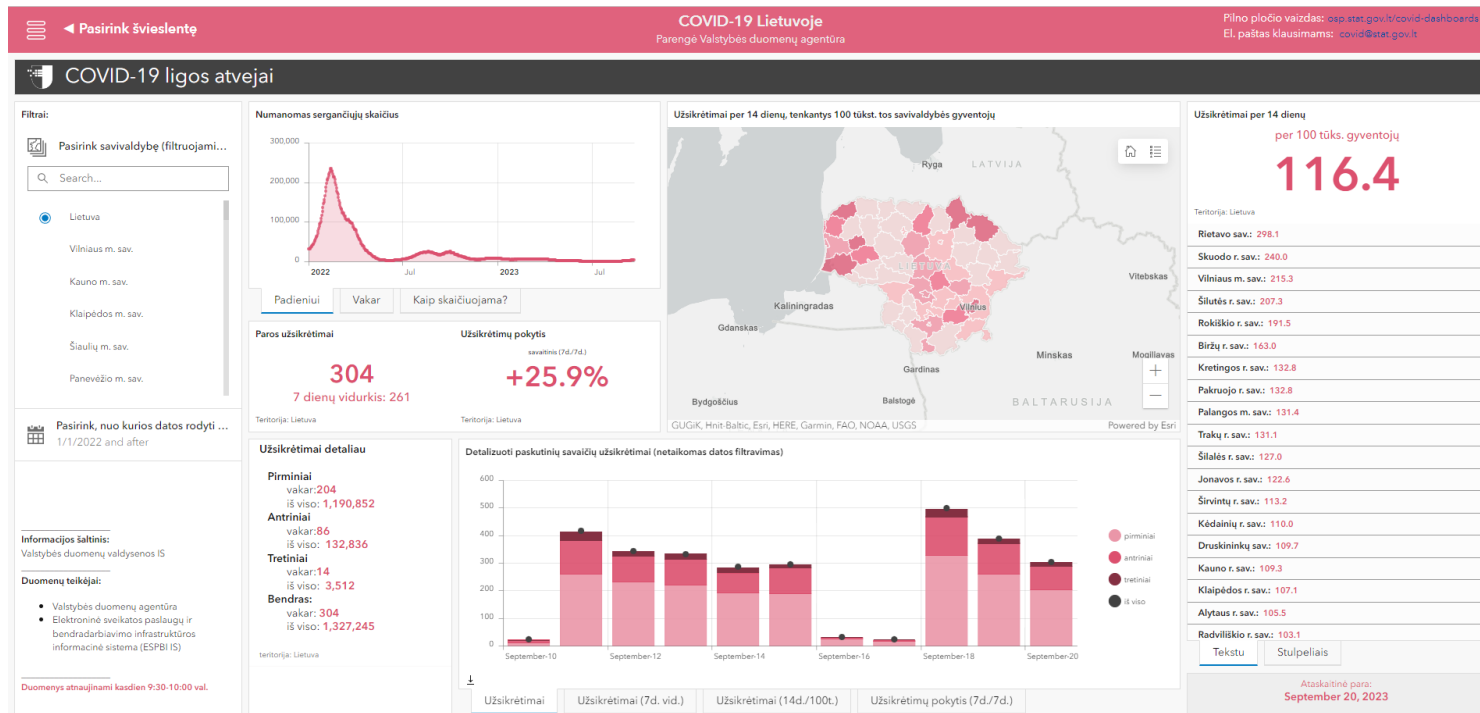 ◀ Pasirink švieslentę
COVID-19 Lietuvoje
Parengė Valstybės duomenų agentūra
Pilno pločio vaizdas: osp.stat.gov.lt/covid-dashboards
El. paštas klausimams: covid@stat.gov.lt
COVID-19 ligos atvejai
Filtrai:
Pasirink savivaldybę (filtruojami...
Search...
Lietuva
Vilniaus m. sav.
Kauno m. sav.
Klaipėdos m. sav.
Šiaulių m. sav.
Panevėžio m. sav.
Pasirink, nuo kurios datos rodyti ...
1/1/2022 and after
Informacijos šaltinis:
Valstybės duomenų valdysenos IS
Duomenų teikėjai:
• Valstybės duomenų agentūra
• Elektroninė sveikatos paslaugų ir
bendradarbiavimo infrastruktūros
informacinė sistema (ESPBI IS)
Duomenys atnaujinami kasdien 9:30-10:00 val.
Numanomas sergančiųjų skaičius
300,000
200,000
100,000
0
2022
Jul
2023
Jul
Padieniui
Vakar
Kaip skaičiuojama?
Paros užsikrėtimai
304
7 dienų vidurkis: 261
Teritorija: Lietuva
Užsikrėtimų pokytis
savaitinis (7d./7d.)
+25.9%
Teritorija: Lietuva
Užsikrėtimai per 14 dienų, tenkantys 100 tūkst. tos savivaldybės gyventojų
Ryga
LATVIJA
LIETUVA
Vitebskas
Kaliningradas
Vilnius
Gdanskas
Minskas
Mogiliavas
Gardinas
Bydgoščius
Balstogė
BALTARUSIJA
+
−
GUGiK, Hnit-Baltic, Esri, HERE, Garmin, FAO, NOAA, USGS
Powered by Esri
Užsikrėtimai detaliau
Pirminiai
vakar:204
iš viso: 1,190,852
Antriniai
vakar:86
iš viso: 132,836
Tretiniai
vakar:14
iš viso: 3,512
Bendras:
vakar: 304
iš viso: 1,327,245
teritorija: Lietuva
Detalizuoti paskutinių savaičių užsikrėtimai (netaikomas datos filtravimas)
600
500
400
300
200
100
0
September-10
September-12
September-14
September-16
September-18
September-20
pirminiai
antriniai
tretiniai
iš viso
Užsikrėtimai
Užsikrėtimai (7d. vid.)
Užsikrėtimai (14d./100t.)
Užsikrėtimų pokytis (7d./7d.)
Užsikrėtimai per 14 dienų
per 100 tūks. gyventojų
116.4
Teritorija: Lietuva
Rietavo sav.: 298.1
Skuodo r. sav.: 240.0
Vilniaus m. sav.: 215.3
Šilutės r. sav.: 207.3
Rokiškio r. sav.: 191.5
Biržų r. sav.: 163.0
Kretingos r. sav.: 132.8
Pakruojo r. sav.: 132.8
Palangos m. sav.: 131.4
Trakų r. sav.: 131.1
Šilalės r. sav.: 127.0
Jonavos r. sav.: 122.6
Širvintų r. sav.: 113.2
Kėdainių r. sav.: 110.0
Druskininkų sav.: 109.7
Kauno r. sav.: 109.3
Klaipėdos r. sav.: 107.1
Alytaus r. sav.: 105.5
Radviliškio r. sav.: 103.1
Tekstu
Stulpeliais
Ataskaitinė para:
September 20, 2023